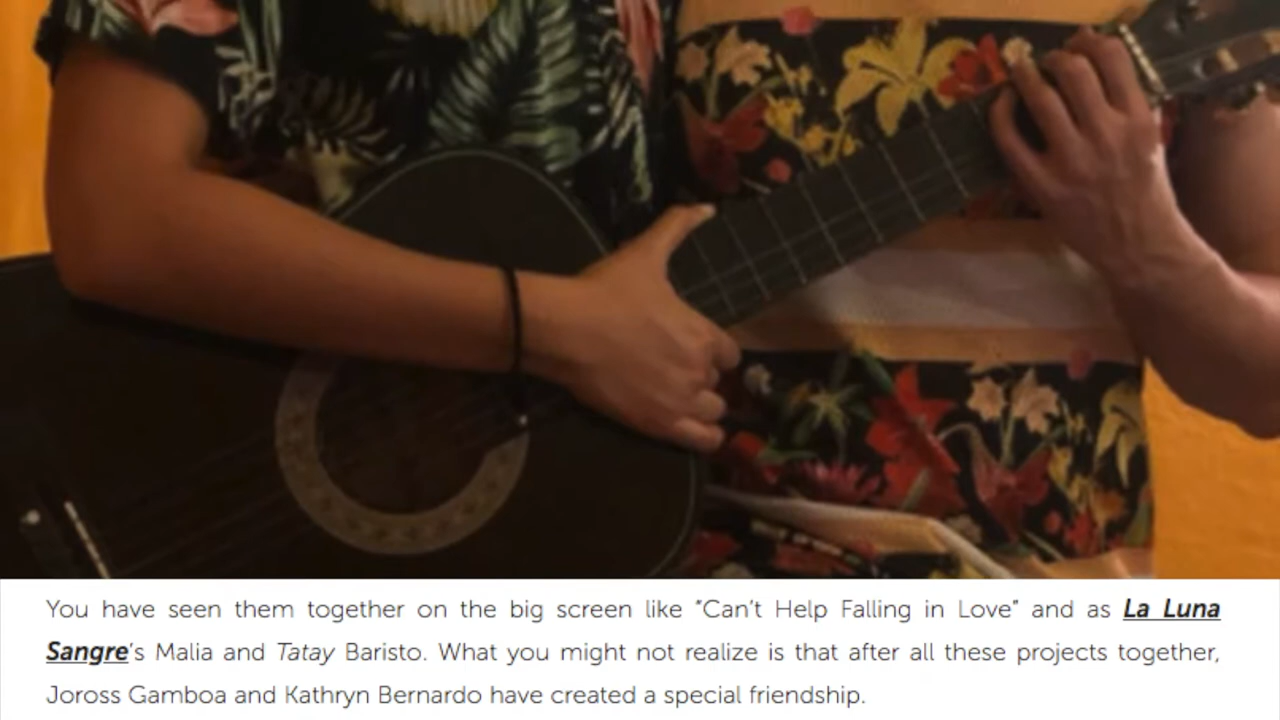 You have seen them together on the big screen like “Can’t Help Falling in Love” and as La Luna
Sangre’s Malia and Tatay Baristo. What you might not realize is that after all these projects together,
Joross Gamboa and Kathryn Bernardo have created a special friendship.